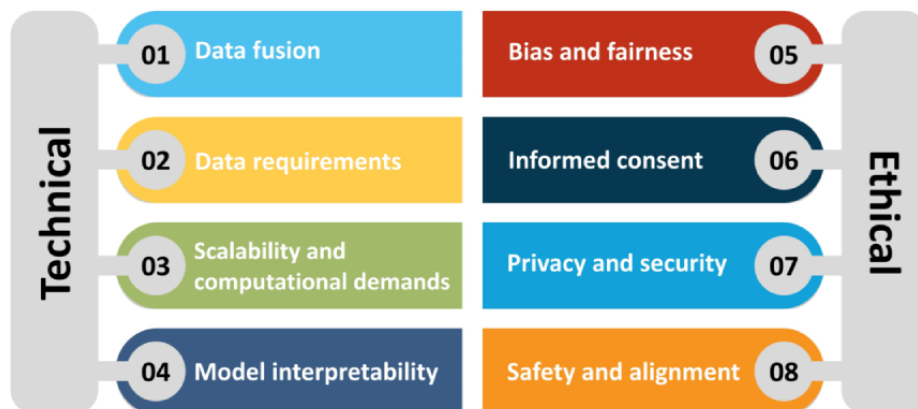 Technical
01
Data fusion
02
Data requirements
03
Scalability and
computational demands
04
Model interpretability
Bias and fairness
05
Informed consent
06
Privacy and security
07
Safety and alignment
08
Ethical